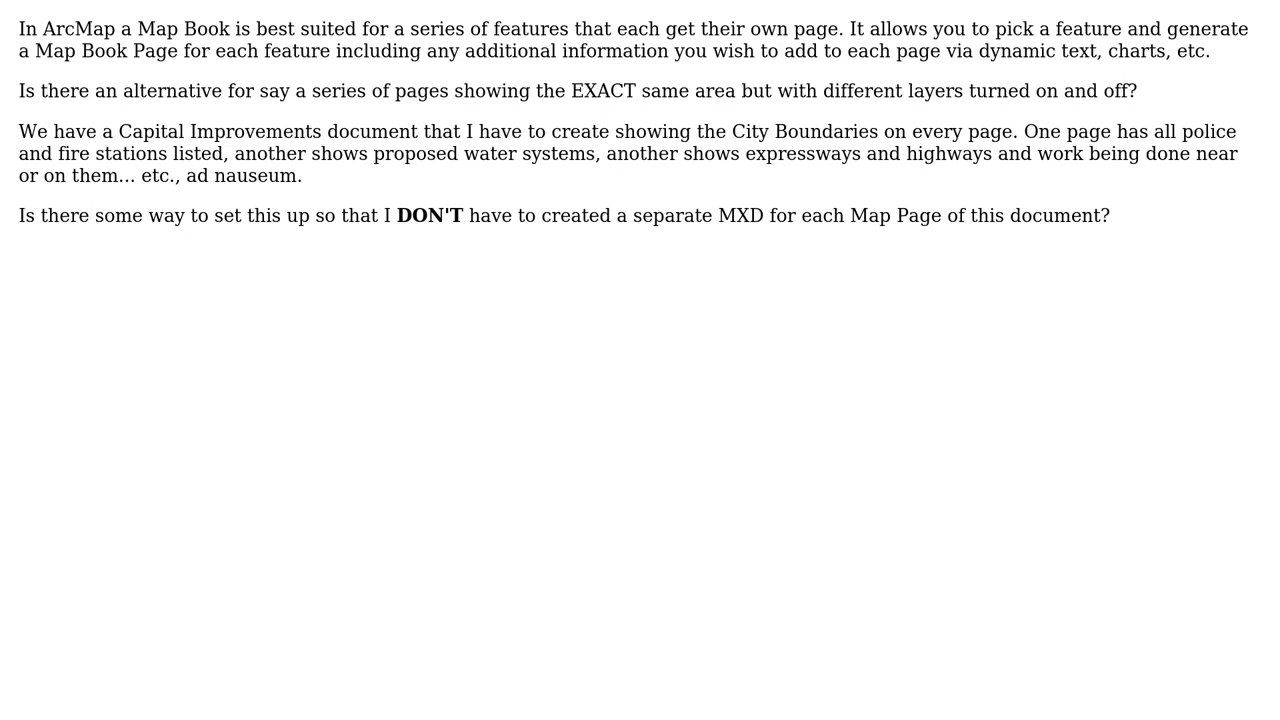 In ArcMap a Map Book is best suited for a series of features that each get their own page. It allows you to pick a feature and generate
a Map Book Page for each feature including any additional information you wish to add to each page via dynamic text, charts, etc.
Is there an alternative for say a series of pages showing the EXACT same area but with different layers turned on and off?
We have a Capital Improvements document that I have to create showing the City Boundaries on every page. One page has all police
and fire stations listed, another shows proposed water systems, another shows expressways and highways and work being done near
or on them... etc., ad nauseum.
Is there some way to set this up so that I DON'T have to created a separate MXD for each Map Page of this document?